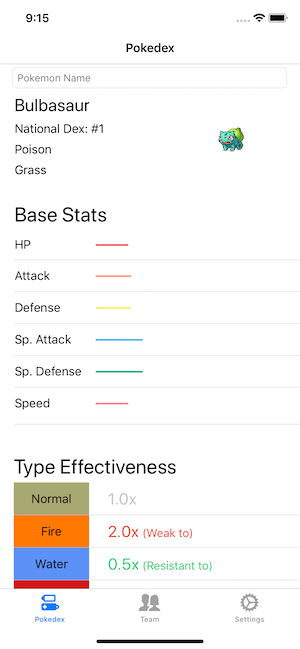 9:15
Pokedex
Pokemon Name
Bulbasaur
National Dex: #1
Poison
Grass
Base Stats
HP
Attack
Defense
Sp. Attack
Sp. Defense
Speed
Type Effectiveness
Normal 1.0x
Fire 2.0x (Weak to)
Water 0.5x (Resistant to)
Pokedex Team Settings